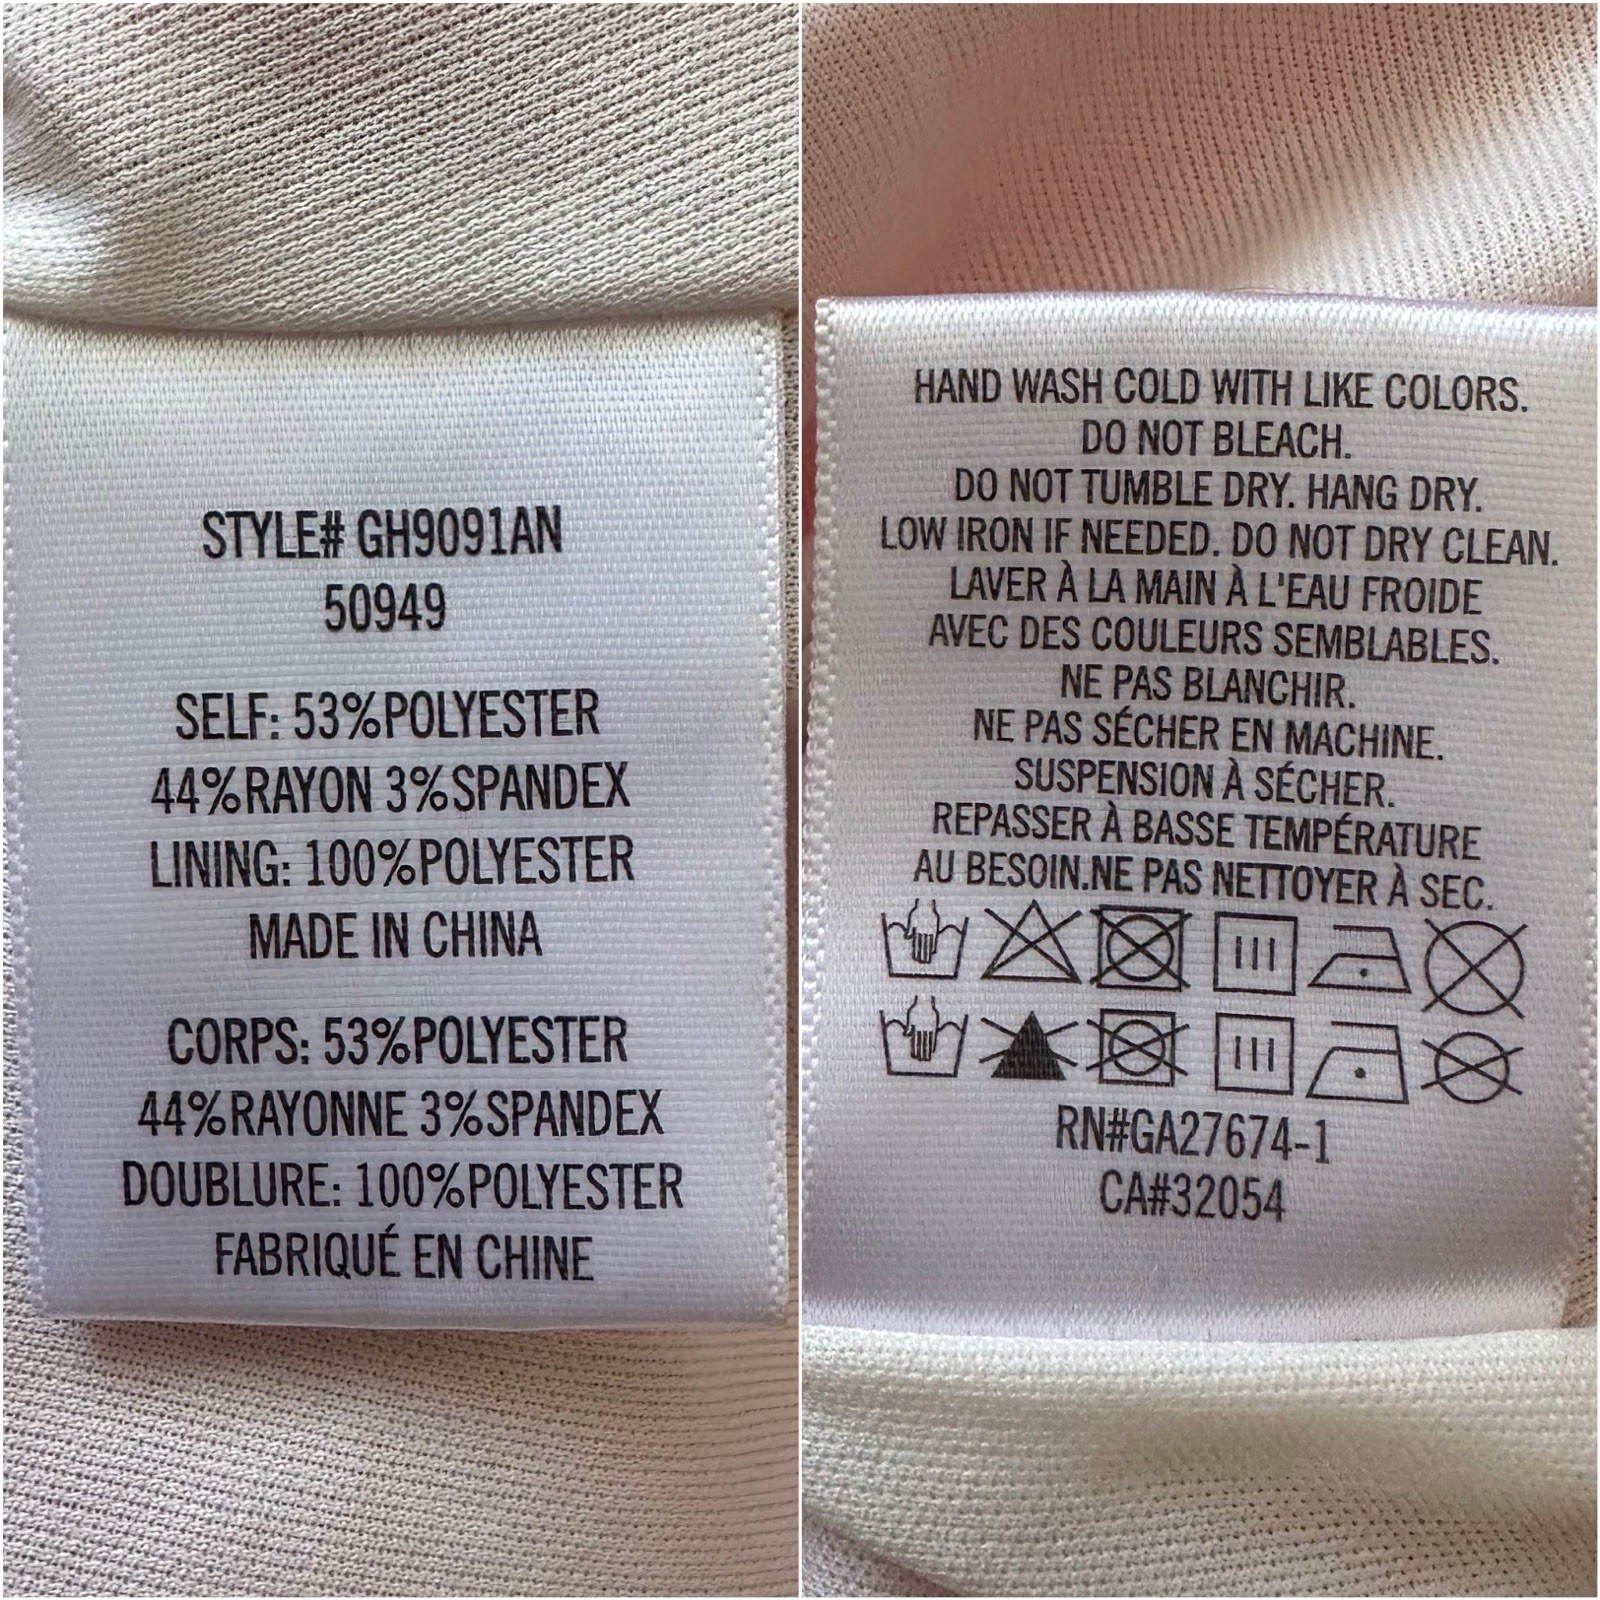 STYLE# GH9091AN
50949
SELF: 53%POLYESTER
44%RAYON 3%SPANDEX
LINING: 100%POLYESTER
MADE IN CHINA
CORPS: 53%POLYESTER
44%RAYONNE 3%SPANDEX
DOUBLURE: 100%POLYESTER
FABRIQUÉ EN CHINE
HAND WASH COLD WITH LIKE COLORS.
DO NOT BLEACH.
DO NOT TUMBLE DRY. HANG DRY.
LOW IRON IF NEEDED. DO NOT DRY CLEAN.
LAVER À LA MAIN À L'EAU FROIDE
AVEC DES COULEURS SEMBLABLES.
NE PAS BLANCHIR.
NE PAS SÉCHER EN MACHINE.
SUSPENSION À SÉCHER.
REPASSER À BASSE TEMPÉRATURE
AU BESOIN.NE PAS NETTOYER À SEC.
RN#GA27674-1
CA#32054